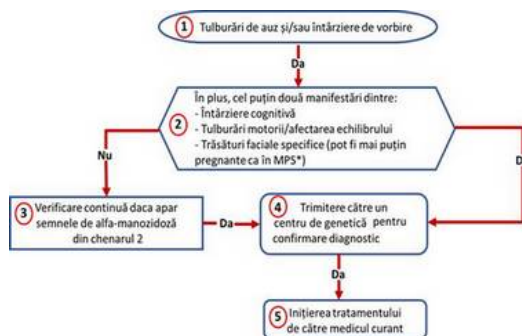 1 Tulburări de auz și/sau întârziere de vorbire
Da
2
În plus, cel puțin două manifestări dintre:
- Întârziere cognitivă
- Tulburări motorii/afectarea echilibrului
- Trăsături faciale specifice (pot fi mai puțin
pregnante ca în MPS*)
Nu
D
3 Verificare continuă daca apar
semnele de alfa-manozidoză
din chenarul 2
Da
4 Trimitere către un
centru de genetică pentru
confirmare diagnostic
Da
5 Inițierea tratamentului
de către medicul curant